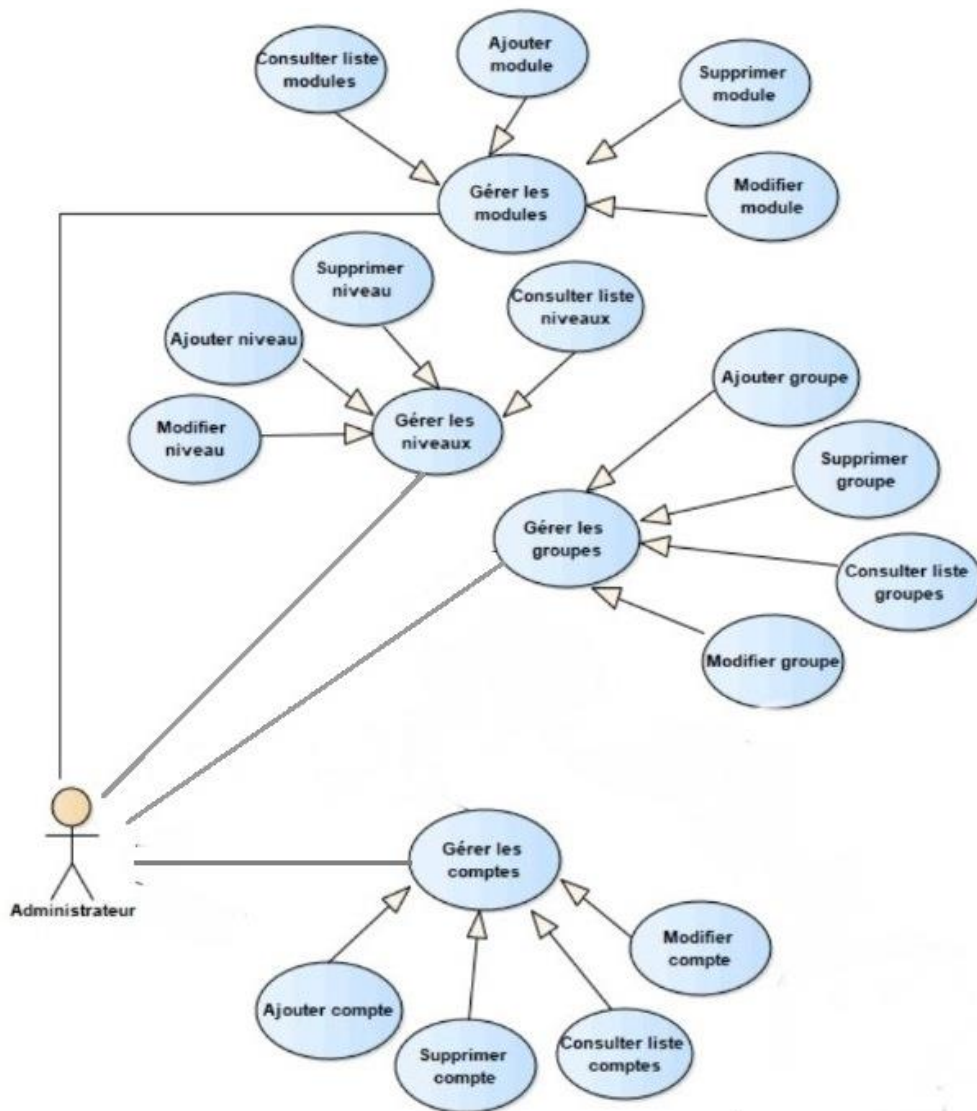 Consulter liste
modules
Ajouter
module
Supprimer
module
Gérer les
modules
Modifier
module
Supprimer
niveau
Consulter liste
niveaux
Ajouter niveau
Modifier
niveau
Gérer les
niveaux
Ajouter groupe
Supprimer
groupe
Gérer les
groupes
Consulter liste
groupes
Modifier groupe
Administrateur
Gérer les
comptes
Modifier
compte
Ajouter compte
Supprimer
compte
Consulter liste
comptes